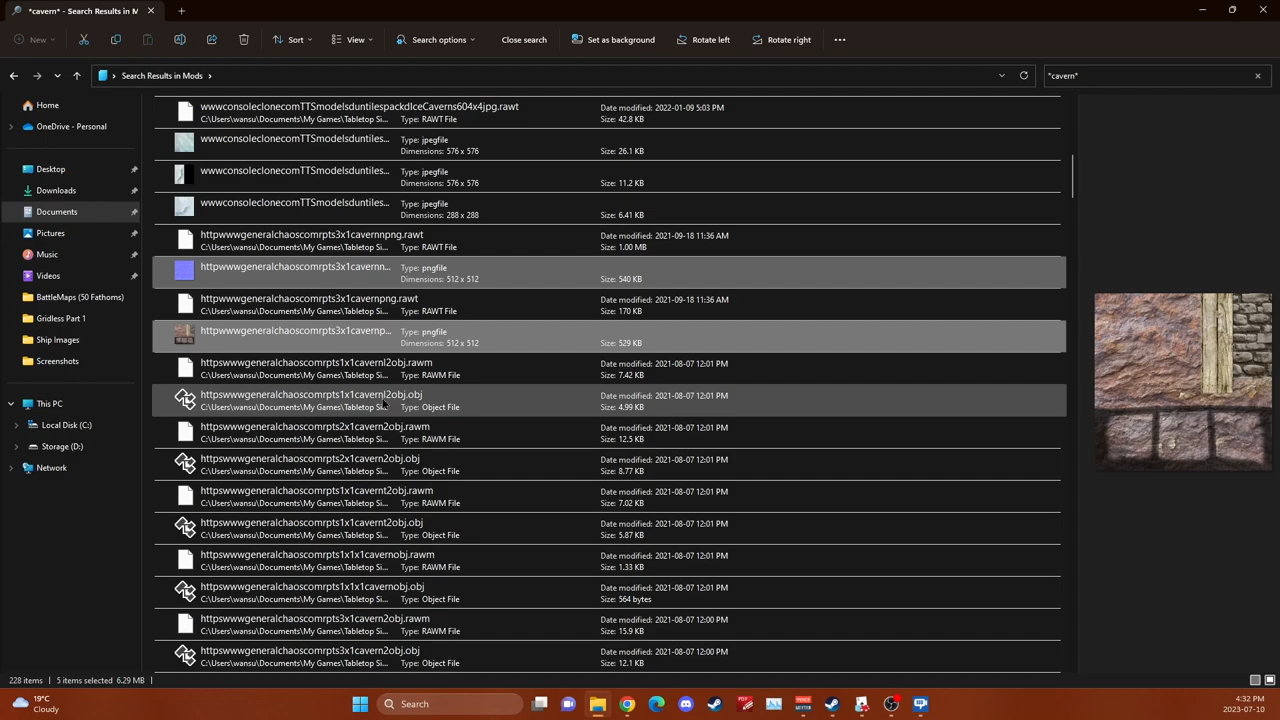 *cavern* - Search Results in M
New
Sort
View
Search options
Close search
Set as background
Rotate left
Rotate right
Search Results in Mods
*cavern*
Home
OneDrive - Personal
Desktop
Downloads
Documents
Pictures
Music
Videos
BattleMaps (50 Fathoms)
Gridless Part 1
Ship Images
Screenshots
This PC
Local Disk (C:)
Storage (D:)
Network
wwwconsoleclonecomTTSmodelsduntilespackdIceCaverns604x4jpg.rawt Date modified: 2022-01-09 5:03 PM
C:\Users\wansu\Documents\My Games\Tabletop Si... Type: RAWT File Size: 42.8 KB
wwwconsoleclonecomTTSmodelsduntiles... Type: jpegfile
Dimensions: 576 x 576 Size: 26.1 KB
wwwconsoleclonecomTTSmodelsduntiles... Type: jpegfile
Dimensions: 576 x 576 Size: 11.2 KB
wwwconsoleclonecomTTSmodelsduntiles... Type: jpegfile
Dimensions: 288 x 288 Size: 6.41 KB
httpwwwgeneralchaoscomrpts3x1cavernnpng.rawt Date modified: 2021-09-18 11:36 AM
C:\Users\wansu\Documents\My Games\Tabletop Si... Type: RAWT File Size: 1.00 MB
httpwwwgeneralchaoscomrpts3x1cavernn... Type: pngfile
Dimensions: 512 x 512 Size: 540 KB
httpwwwgeneralchaoscomrpts3x1cavernpng.rawt Date modified: 2021-09-18 11:36 AM
C:\Users\wansu\Documents\My Games\Tabletop Si... Type: RAWT File Size: 170 KB
httpwwwgeneralchaoscomrpts3x1cavernp... Type: pngfile
Dimensions: 512 x 512 Size: 529 KB
httpswwwgeneralchaoscomrpts1x1cavernl2obj.rawm Date modified: 2021-08-07 12:01 PM
C:\Users\wansu\Documents\My Games\Tabletop Si... Type: RAWM File Size: 7.42 KB
httpswwwgeneralchaoscomrpts1x1cavernl2obj.obj Date modified: 2021-08-07 12:01 PM
C:\Users\wansu\Documents\My Games\Tabletop Si... Type: Object File Size: 4.99 KB
httpswwwgeneralchaoscomrpts2x1cavern2obj.rawm Date modified: 2021-08-07 12:01 PM
C:\Users\wansu\Documents\My Games\Tabletop Si... Type: RAWM File Size: 12.5 KB
httpswwwgeneralchaoscomrpts2x1cavern2obj.obj Date modified: 2021-08-07 12:01 PM
C:\Users\wansu\Documents\My Games\Tabletop Si... Type: Object File Size: 8.77 KB
httpswwwgeneralchaoscomrpts1x1cavernt2obj.rawm Date modified: 2021-08-07 12:01 PM
C:\Users\wansu\Documents\My Games\Tabletop Si... Type: RAWM File Size: 7.02 KB
httpswwwgeneralchaoscomrpts1x1cavernt2obj.obj Date modified: 2021-08-07 12:01 PM
C:\Users\wansu\Documents\My Games\Tabletop Si... Type: Object File Size: 5.87 KB
httpswwwgeneralchaoscomrpts1x1x1cavernobj.rawm Date modified: 2021-08-07 12:01 PM
C:\Users\wansu\Documents\My Games\Tabletop Si... Type: RAWM File Size: 1.33 KB
httpswwwgeneralchaoscomrpts1x1x1cavernobj.obj Date modified: 2021-08-07 12:01 PM
C:\Users\wansu\Documents\My Games\Tabletop Si... Type: Object File Size: 564 bytes
httpswwwgeneralchaoscomrpts3x1cavern2obj.rawm Date modified: 2021-08-07 12:00 PM
C:\Users\wansu\Documents\My Games\Tabletop Si... Type: RAWM File Size: 15.9 KB
httpswwwgeneralchaoscomrpts3x1cavern2obj.obj Date modified: 2021-08-07 12:00 PM
C:\Users\wansu\Documents\My Games\Tabletop Si... Type: Object File Size: 12.1 KB
228 items 5 items selected 6.29 MB
19°C
Cloudy
Search
4:32 PM
2023-07-10